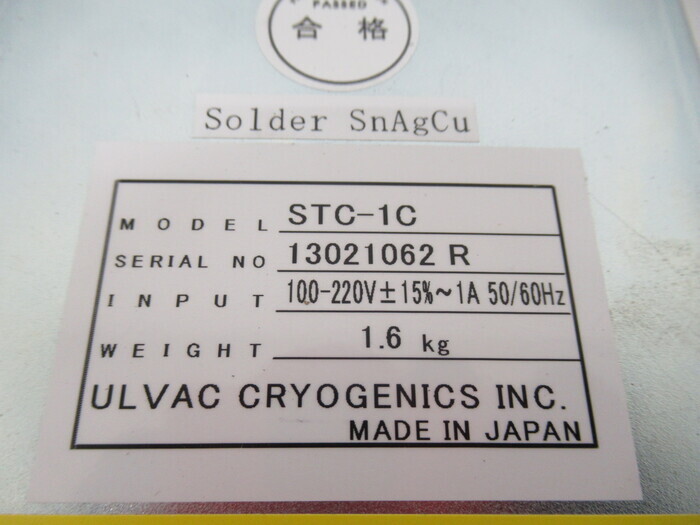 PASSED
合格
Solder SnAgCu
MODEL STC-1C
SERIAL NO 13021062 R
INPUT 100-220V±15%~1A 50/60Hz
WEIGHT 1.6 kg
ULVAC CRYOGENICS INC.
MADE IN JAPAN